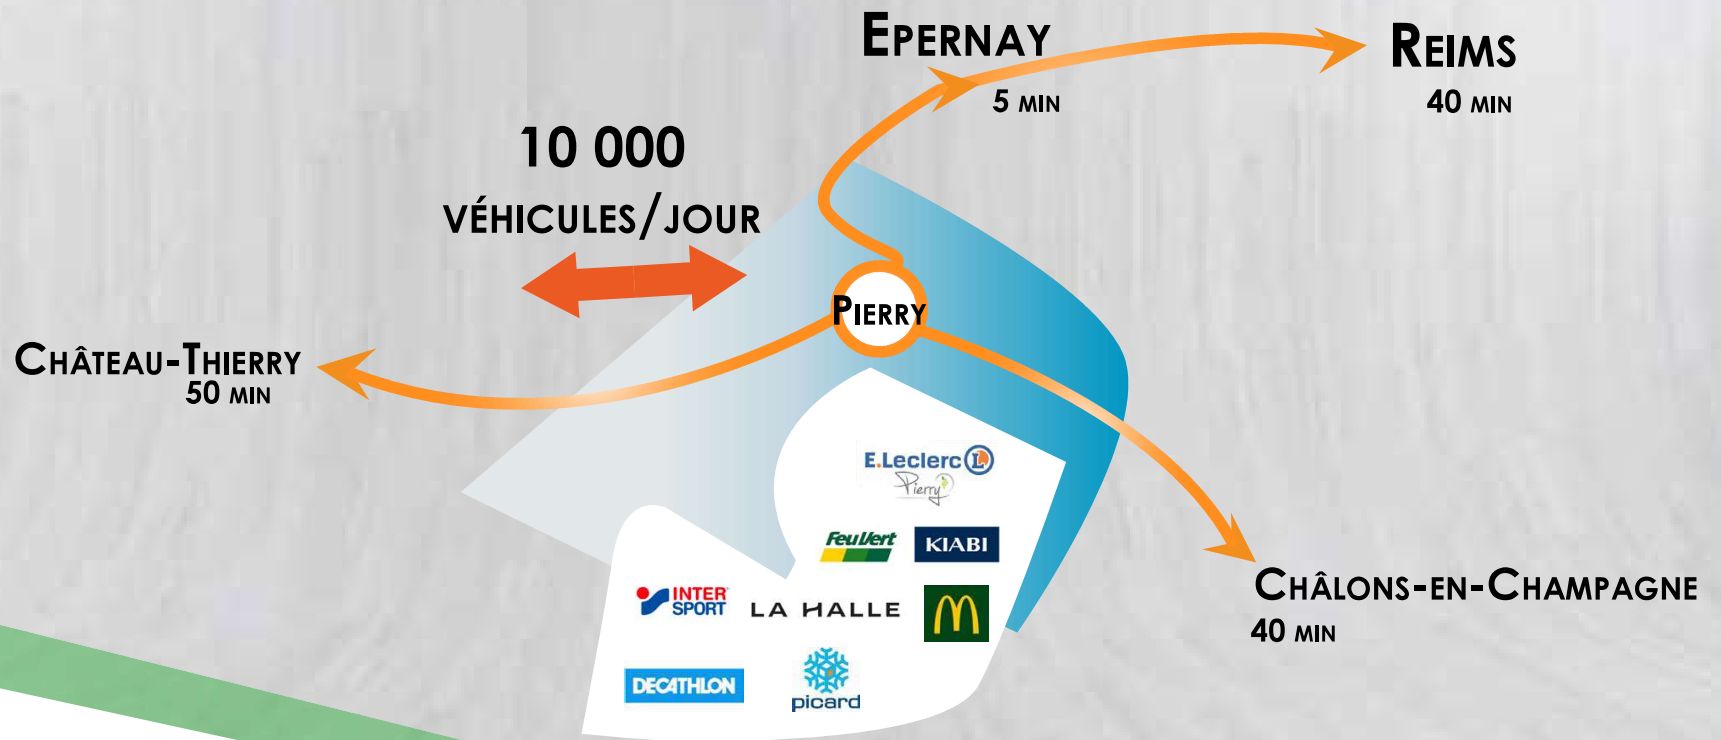 EPERNAY
5 MIN
REIMS
40 MIN
10 000
VÉHICULES/JOUR
PIERRY
CHÂTEAU-THIERRY
50 MIN
E.Leclerc L
Pierry
Feu Vert
KIABI
INTER
SPORT
LA HALLE
M
DECATHLON
picard
CHÂLONS-EN-CHAMPAGNE
40 MIN